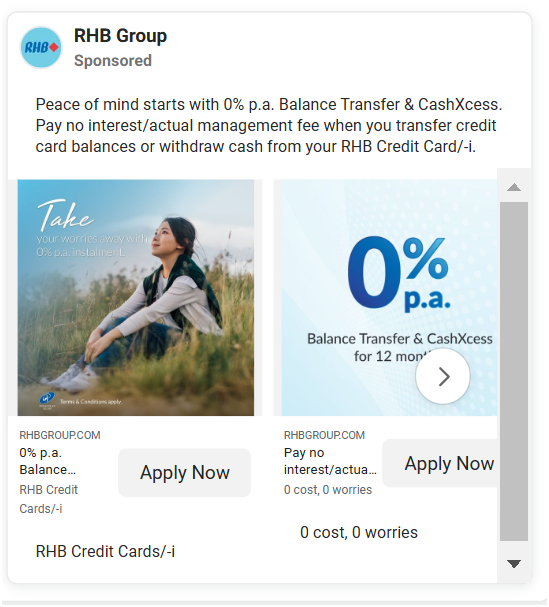 RHB
RHB Group
Sponsored
Peace of mind starts with 0% p.a. Balance Transfer & CashXcess.
Pay no interest/actual management fee when you transfer credit
card balances or withdraw cash from your RHB Credit Card/-i.
Take
your worries away with
0% p.a. instalment.
Terms & Conditions apply.
0%
p.a.
Balance Transfer & CashXcess
for 12
RHBGROUP.COM
0% p.a.
Balance...
RHB Credit
Cards/-i
Apply Now
RHB Credit Cards/-i
RHBGROUP.COM
Pay no
interest/actua...
0 cost, 0 worries
Apply Now
0 cost, 0 worries